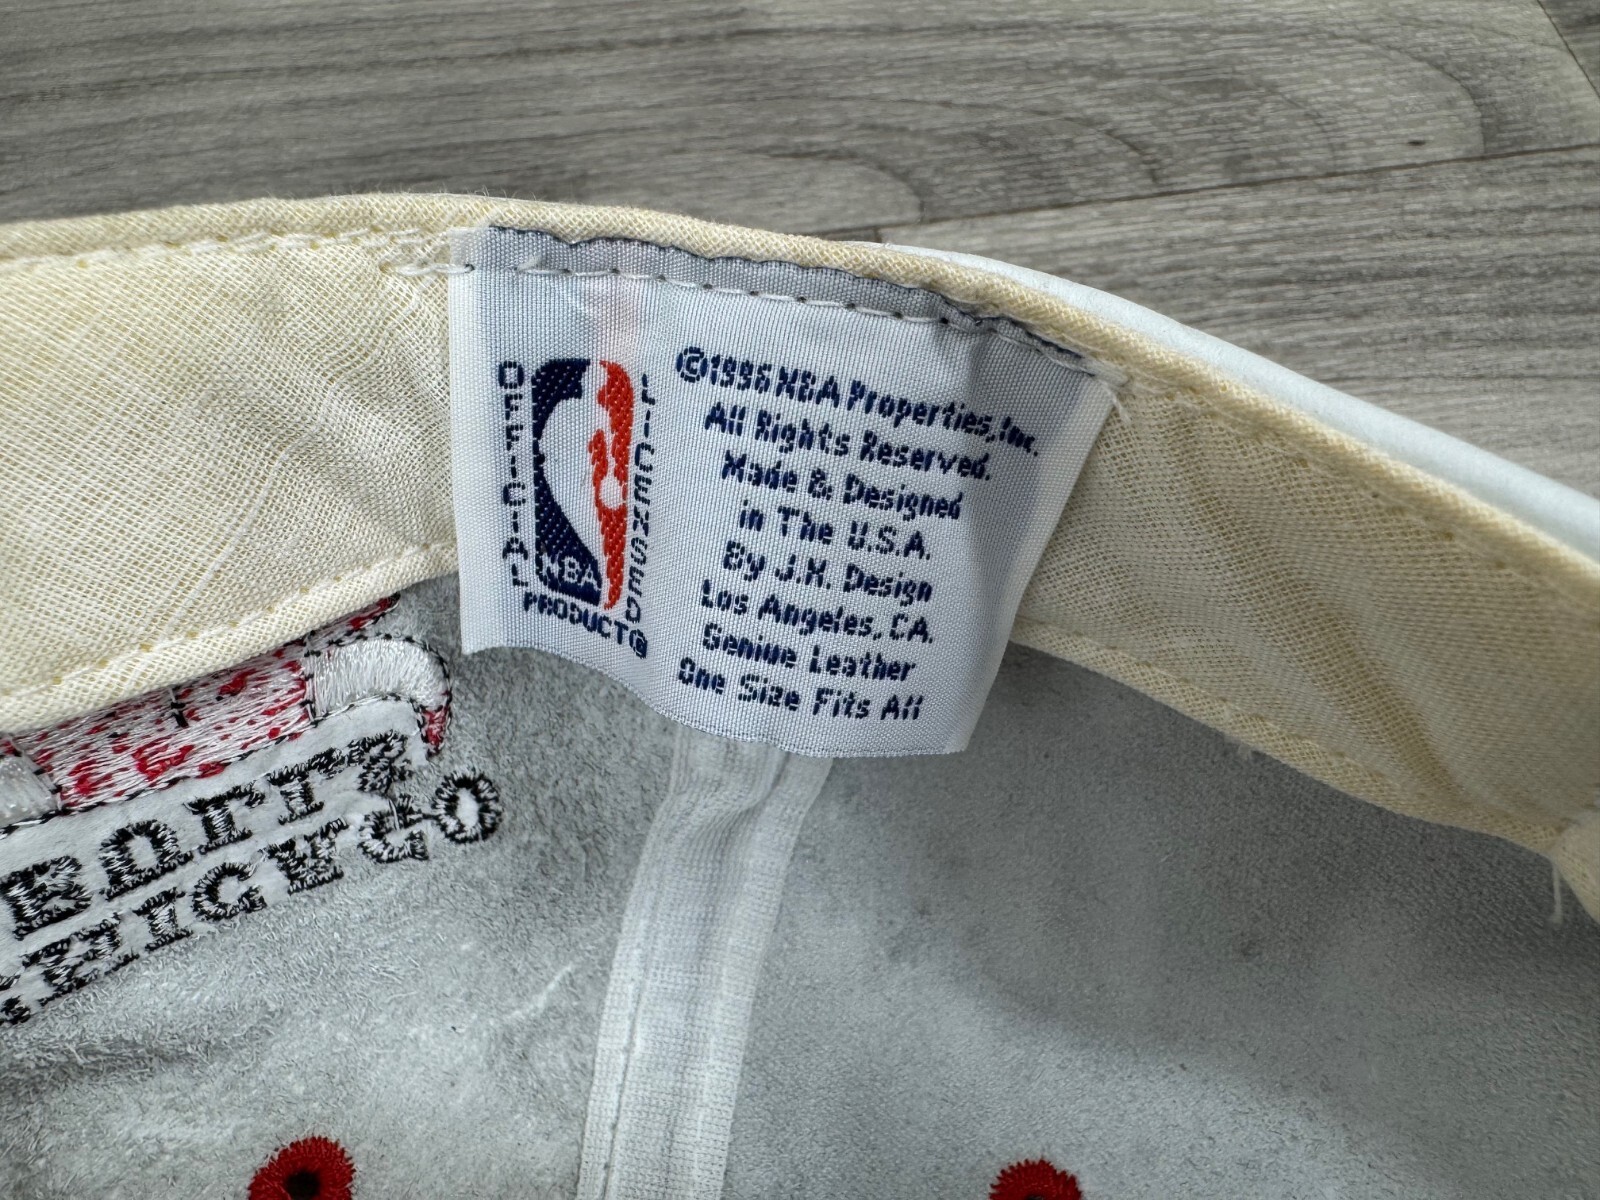 OFFICIAL
LICENSED
NBA
PRODUCT®
©1996 NBA Properties, Inc.
All Rights Reserved.
Made & Designed
in The U.S.A.
By J.H. Design
Los Angeles, CA.
Genuine Leather
One Size Fits All